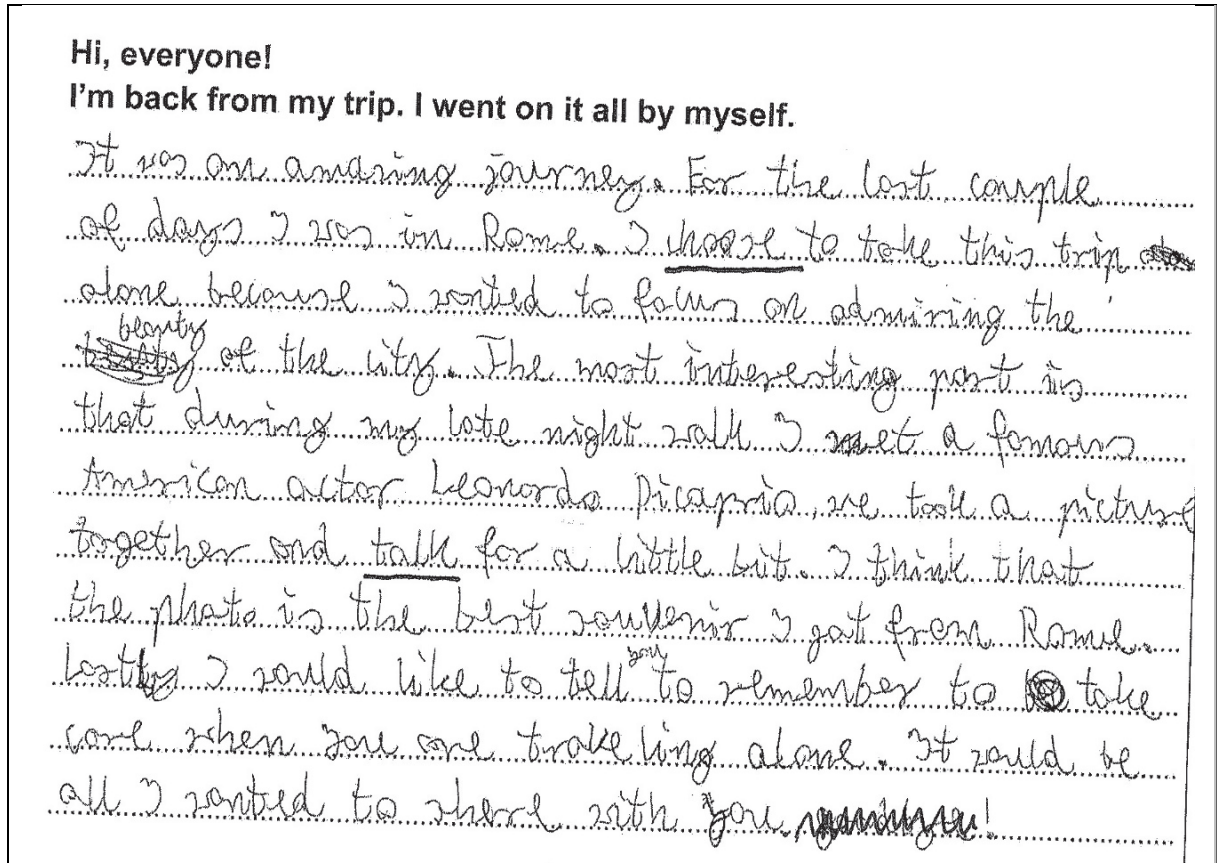 Hi, everyone!
I'm back from my trip. I went on it all by myself.
It was an amazing journey. For the last couple
of days I was in Rome. I choose to take this trip
alone because I wanted to focus on admiring the
beauty of the city. The most interesting part is
that during my late night walk I met a famous
American actor Leonardo Dicaprio, we took a picture
together and talk for a little bit. I think that
the photo is the best souvenir I got from Rome.
Lastly I would like to tell you to remember to take
care when you are traveling alone. It would be
all I wanted to share with you !